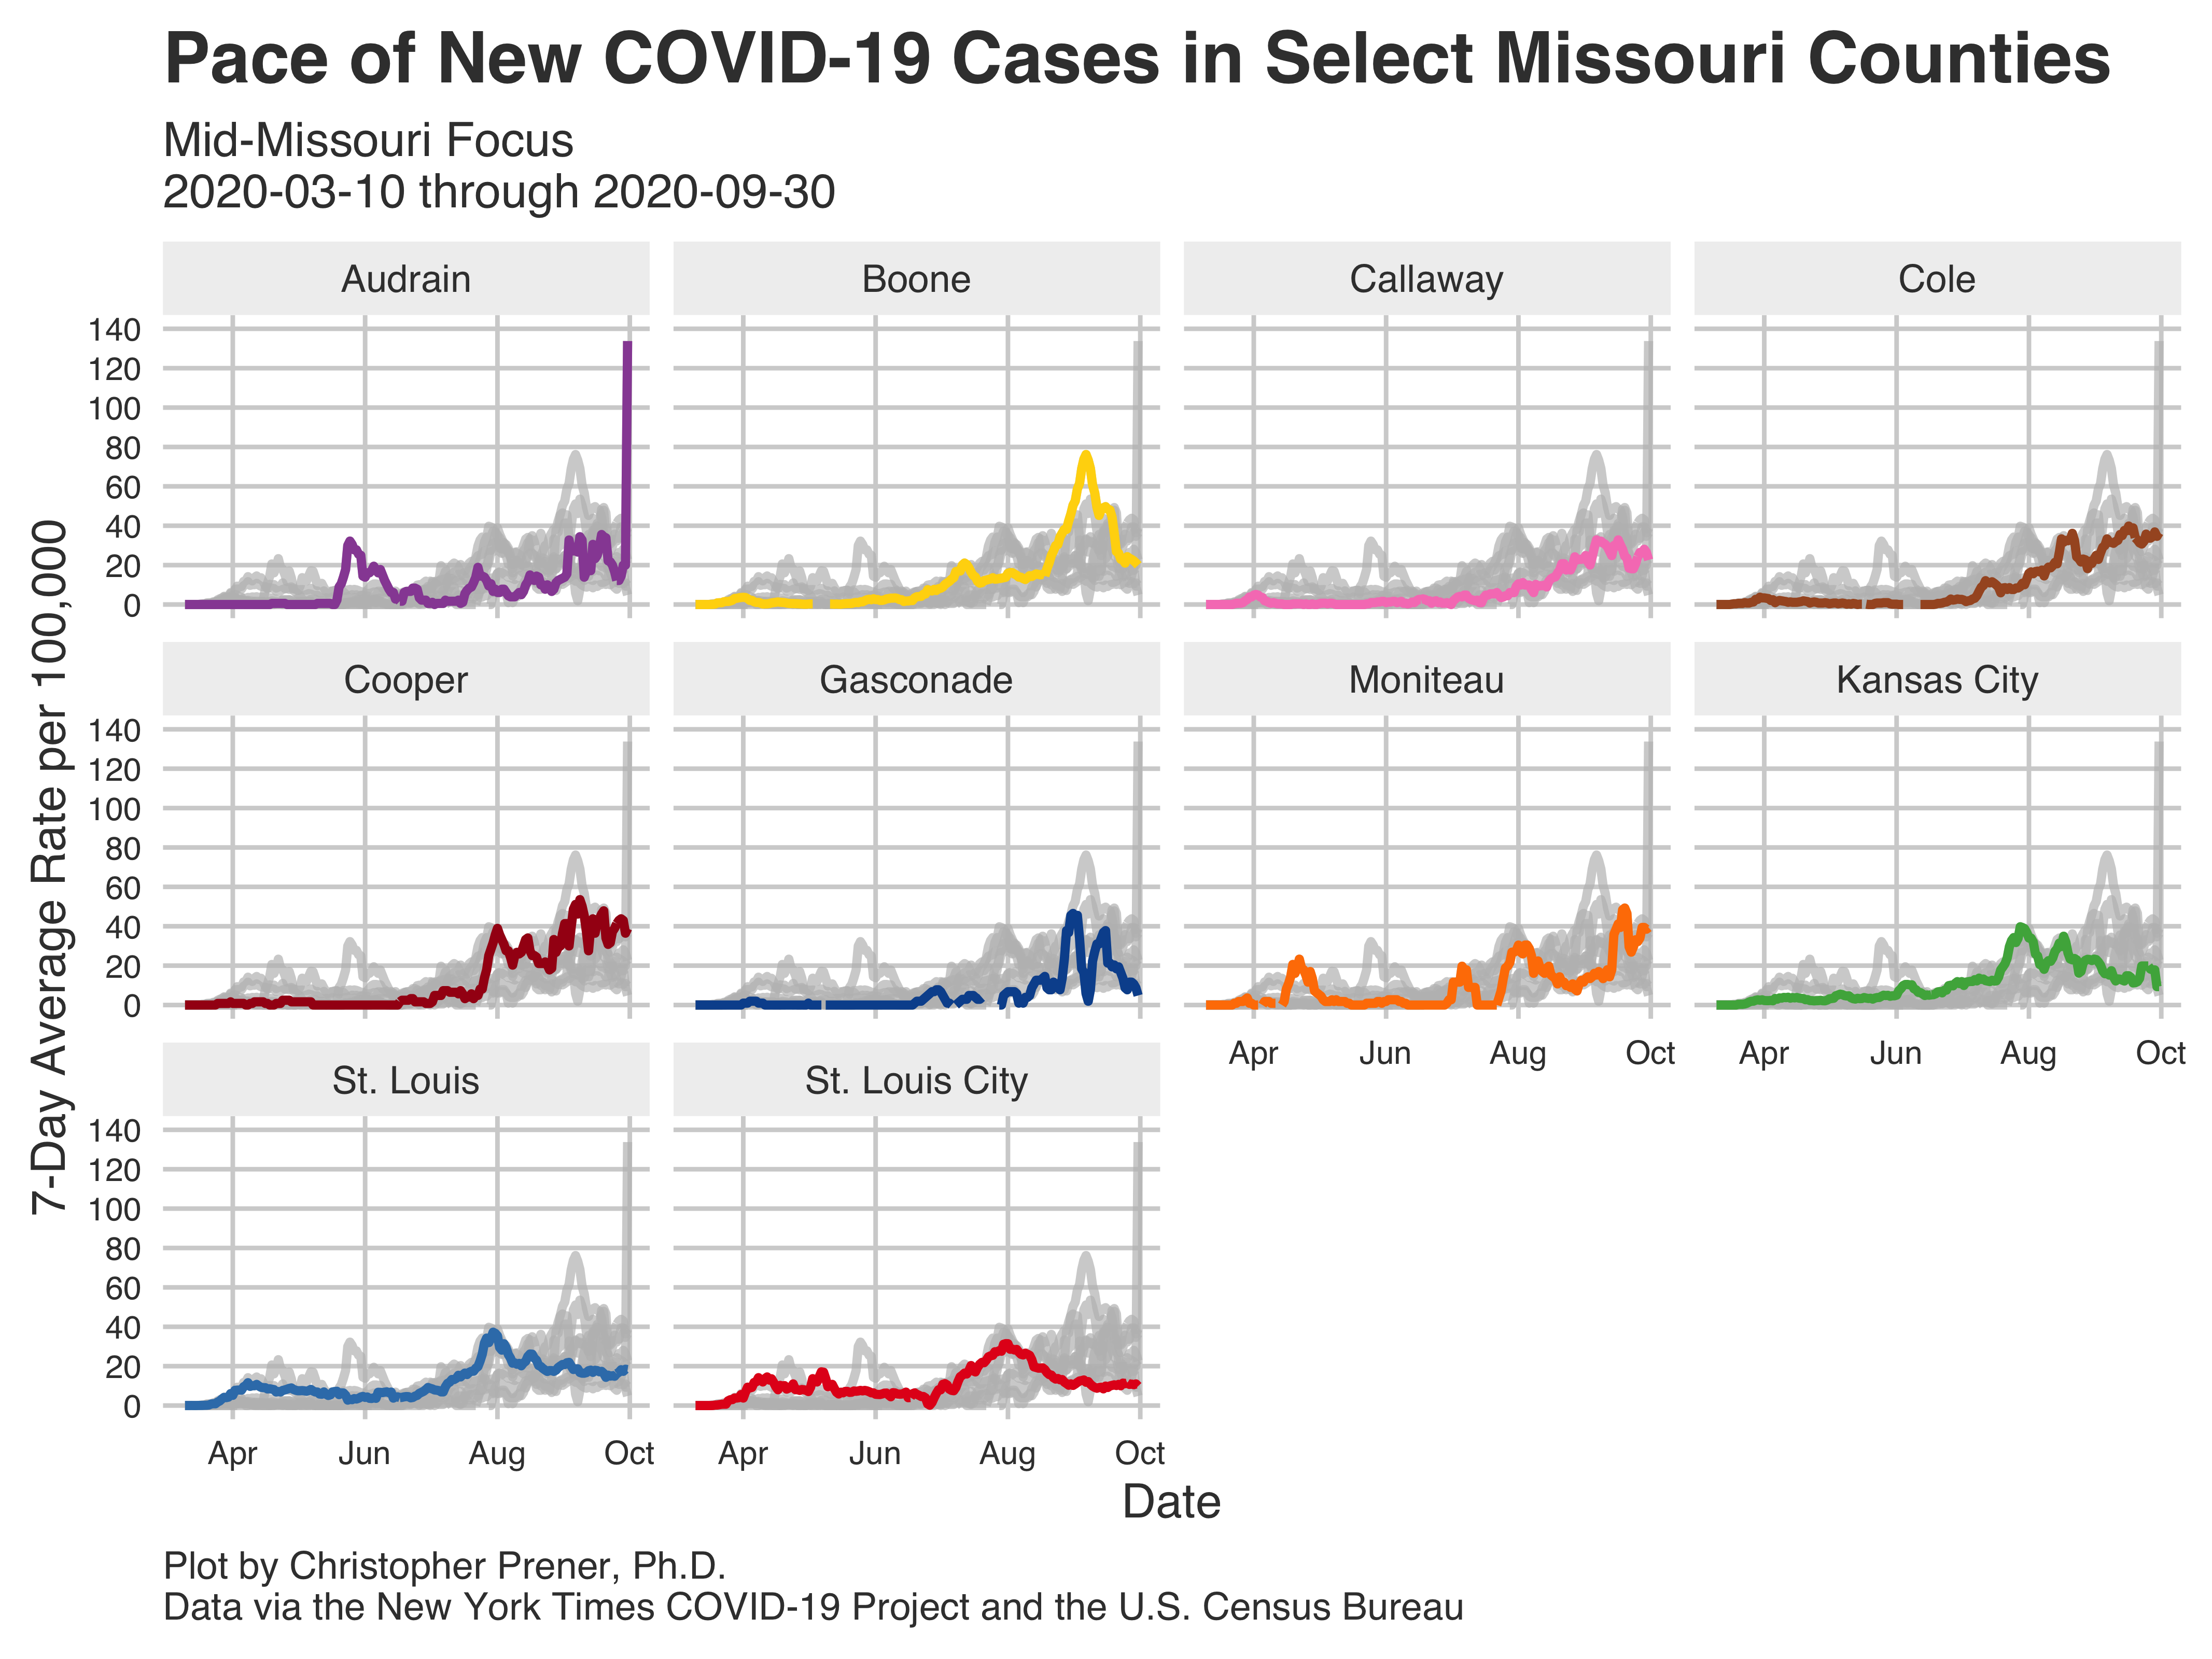 Pace of New COVID-19 Cases in Select Missouri Counties
Mid-Missouri Focus
2020-03-10 through 2020-09-30
7-Day Average Rate per 100,000
Audrain
Boone
Callaway
Cole
140
120
100
80
60
40
20
0
Cooper
Gasconade
Moniteau
Kansas City
140
120
100
80
60
40
20
0
Apr Jun Aug Oct
Apr Jun Aug Oct
St. Louis
St. Louis City
140
120
100
80
60
40
20
0
Apr Jun Aug Oct
Apr Jun Aug Oct
Date
Plot by Christopher Prener, Ph.D.
Data via the New York Times COVID-19 Project and the U.S. Census Bureau